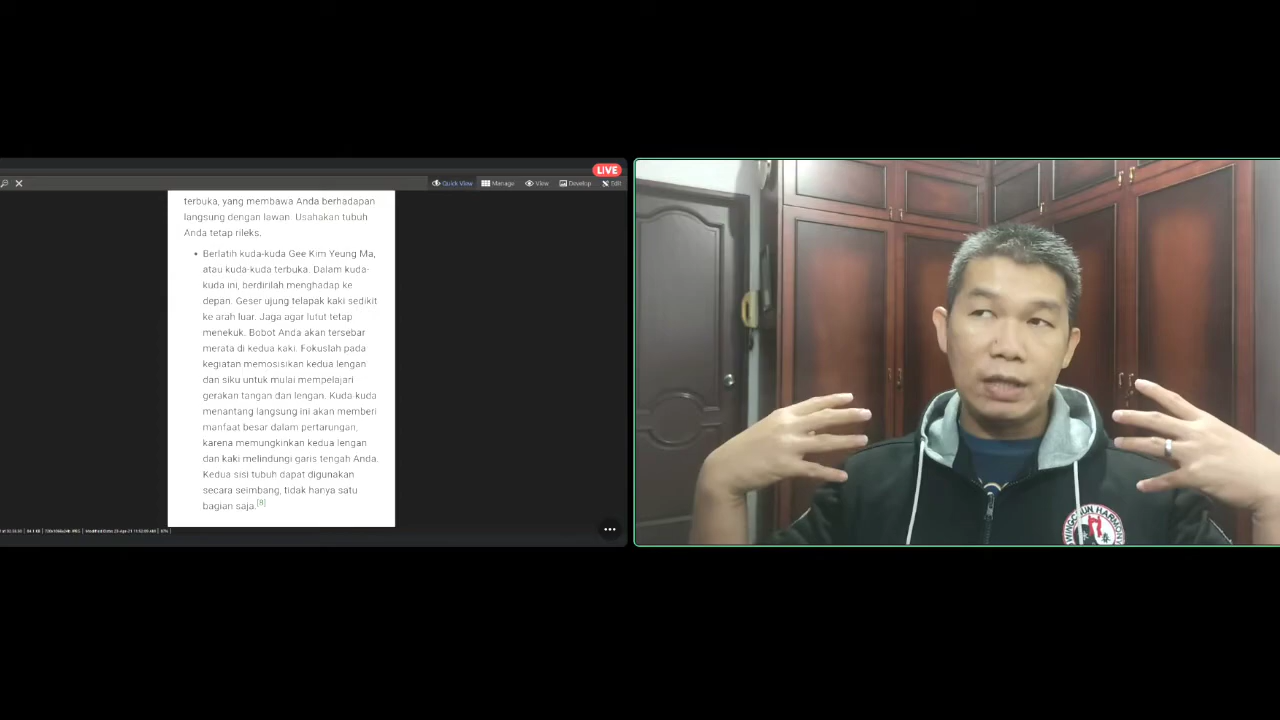 LIVE
Quick View
Manage
View
Develop
Edit
terbuka, yang membawa Anda berhadapan
langsung dengan lawan. Usahakan tubuh
Anda tetap rileks.
• Berlatih kuda-kuda Gee Kim Yeung Ma,
atau kuda-kuda terbuka. Dalam kuda-
kuda ini, berdirilah menghadap ke
depan. Geser ujung telapak kaki sedikit
ke arah luar. Jaga agar lutut tetap
menekuk. Bobot Anda akan tersebar
merata di kedua kaki. Fokuslah pada
kegiatan memosisikan kedua lengan
dan siku untuk mulai mempelajari
gerakan tangan dan lengan. Kuda-kuda
menantang langsung ini akan memberi
manfaat besar dalam pertarungan,
karena memungkinkan kedua lengan
dan kaki melindungi garis tengah Anda.
Kedua sisi tubuh dapat digunakan
secara seimbang, tidak hanya satu
bagian saja.[8]
HARMONY